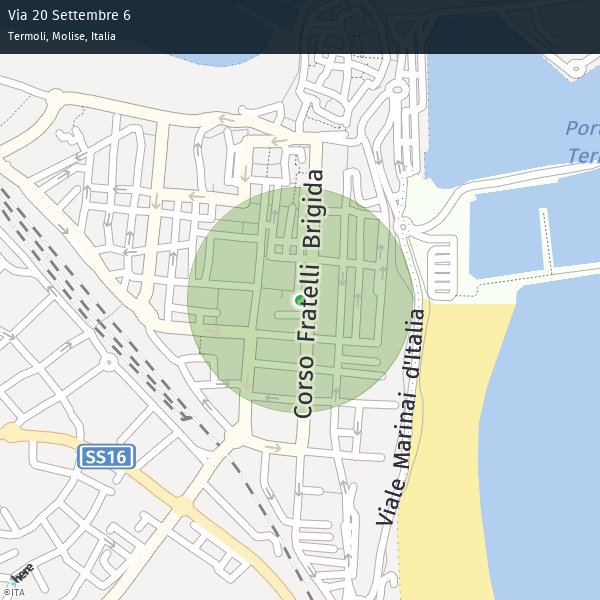 Via 20 Settembre 6
Termoli, Molise, Italia
Port
Term
Corso Fratelli Brigida
Viale Marinai d'Italia
SS16
here
©ITA